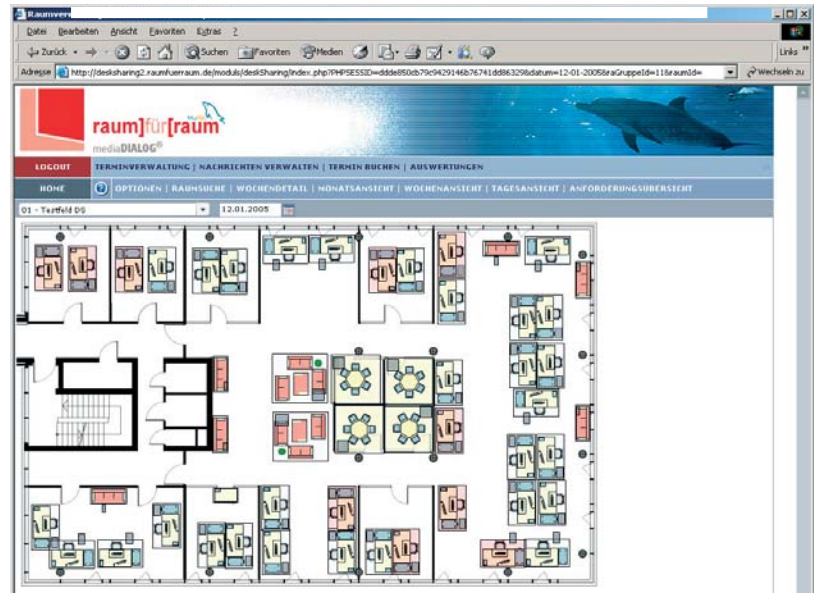 Raumverw
Datei Bearbeiten Ansicht Favoriten Extras ?
Zurück Suchen Favoriten Medien Links »
Adresse http://desksharing2.raumfuerraum.de/moduls/deskSharing/index.php?PHPSESSID=ddde850cb79c9429146b76741dd86329&datum=12-01-2005&raGruppeId=11&raumId= Wechseln zu
raum]für[raum
mediaDIALOG®
LOGOUT TERMINVERWALTUNG | NACHRICHTEN VERWALTEN | TERMIN BUCHEN | AUSWERTUNGEN
HOME ? OPTIONEN | RAUMSUCHE | WOCHENDETAIL | MONATSANSICHT | WOCHENANSICHT | TAGESANSICHT | ANFORDERUNGSÜBERSICHT
01 - Testfeld DS 12.01.2005